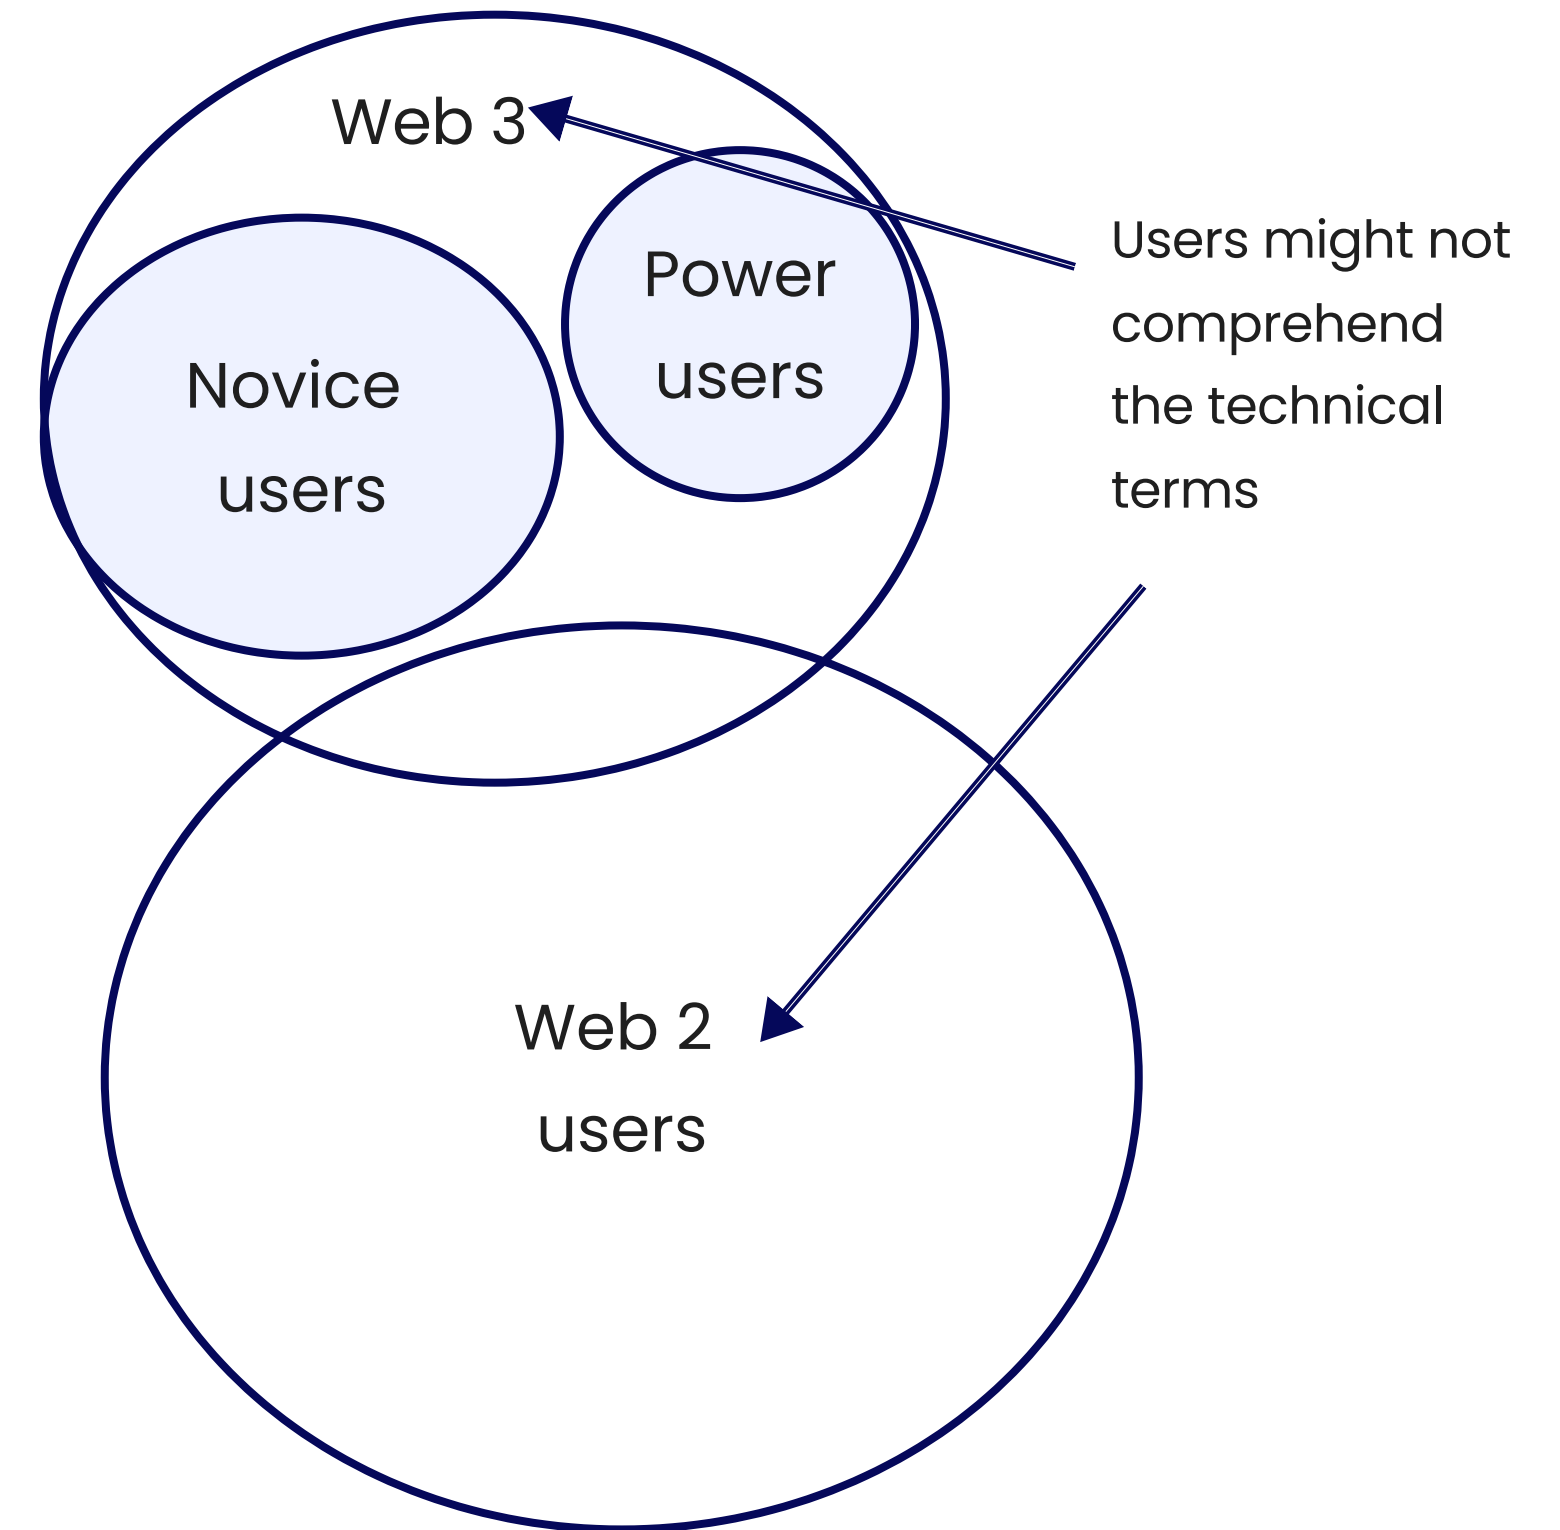 Web 3
Power
users
Novice
users
Users might not
comprehend
the technical
terms
Web 2
users